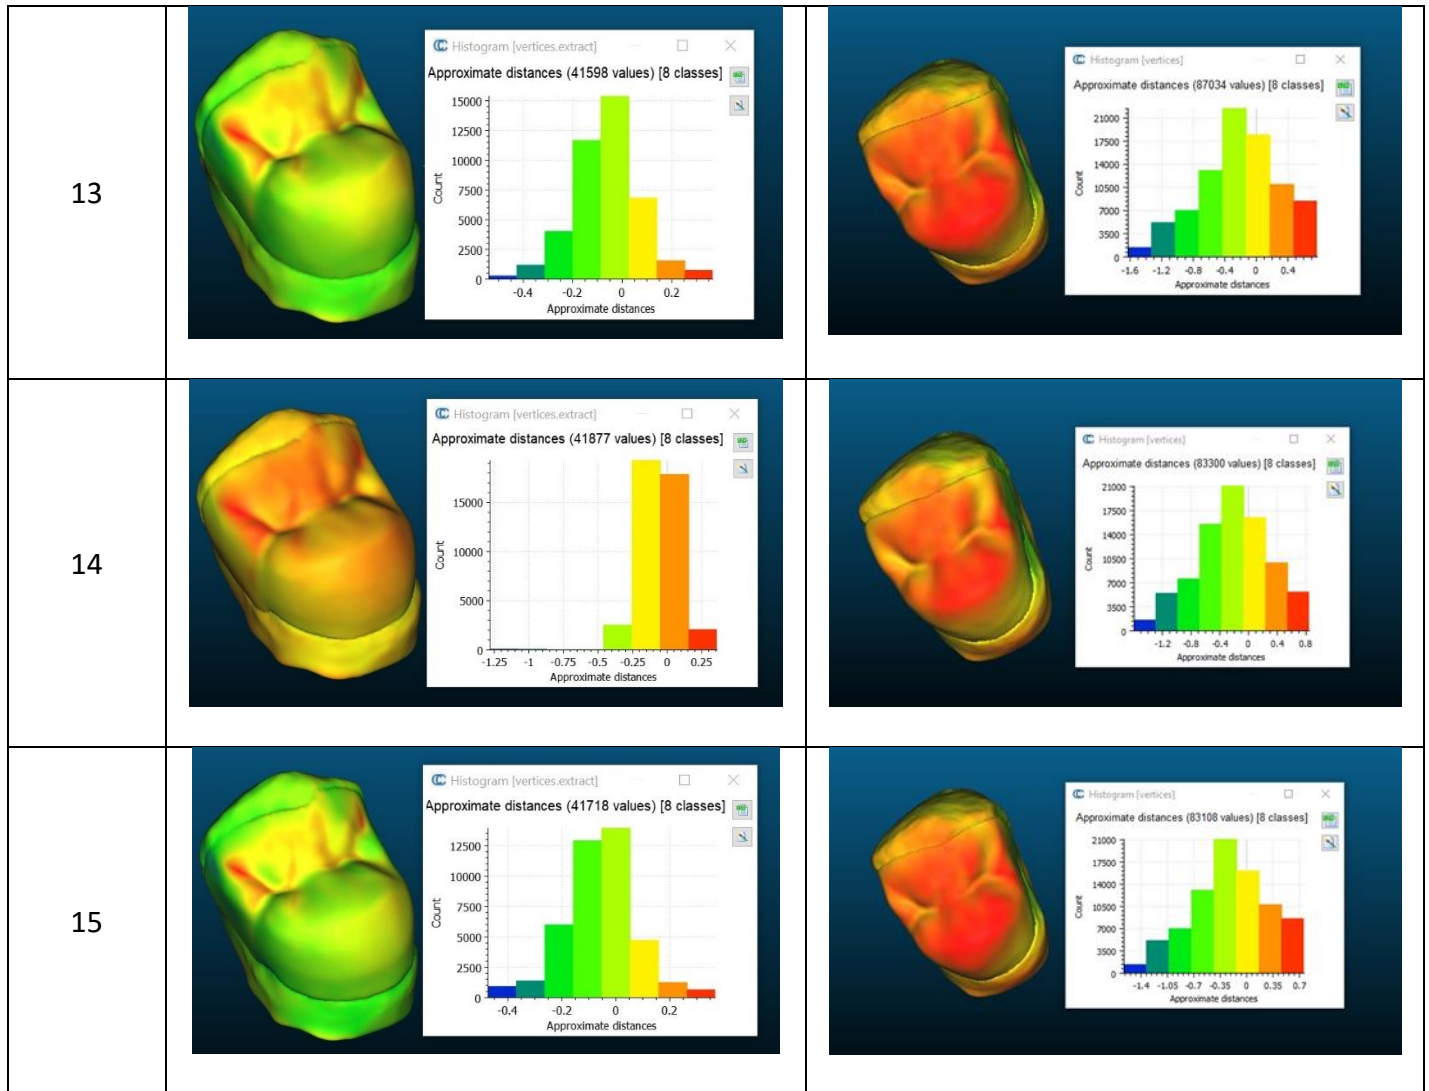 13
Histogram [vertices.extract]
Approximate distances (41598 values) [8 classes]
15000
12500
10000
7500
5000
2500
0
Count
-0.4 -0.2 0 0.2
Approximate distances
Histogram [vertices]
Approximate distances (87034 values) [8 classes]
21000
17500
14000
10500
7000
3500
0
Count
-1.6 -1.2 -0.8 -0.4 0 0.4
Approximate distances
14
Histogram [vertices.extract]
Approximate distances (41877 values) [8 classes]
15000
10000
5000
0
Count
-1.25 -1 -0.75 -0.5 -0.25 0 0.25
Approximate distances
Histogram [vertices]
Approximate distances (83300 values) [8 classes]
21000
17500
14000
10500
7000
3500
0
Count
-1.2 -0.8 -0.4 0 0.4 0.8
Approximate distances
15
Histogram [vertices.extract]
Approximate distances (41718 values) [8 classes]
12500
10000
7500
5000
2500
0
Count
-0.4 -0.2 0 0.2
Approximate distances
Histogram [vertices]
Approximate distances (83108 values) [8 classes]
21000
17500
14000
10500
7000
3500
0
Count
-1.4 -1.05 -0.7 -0.35 0 0.35 0.7
Approximate distances